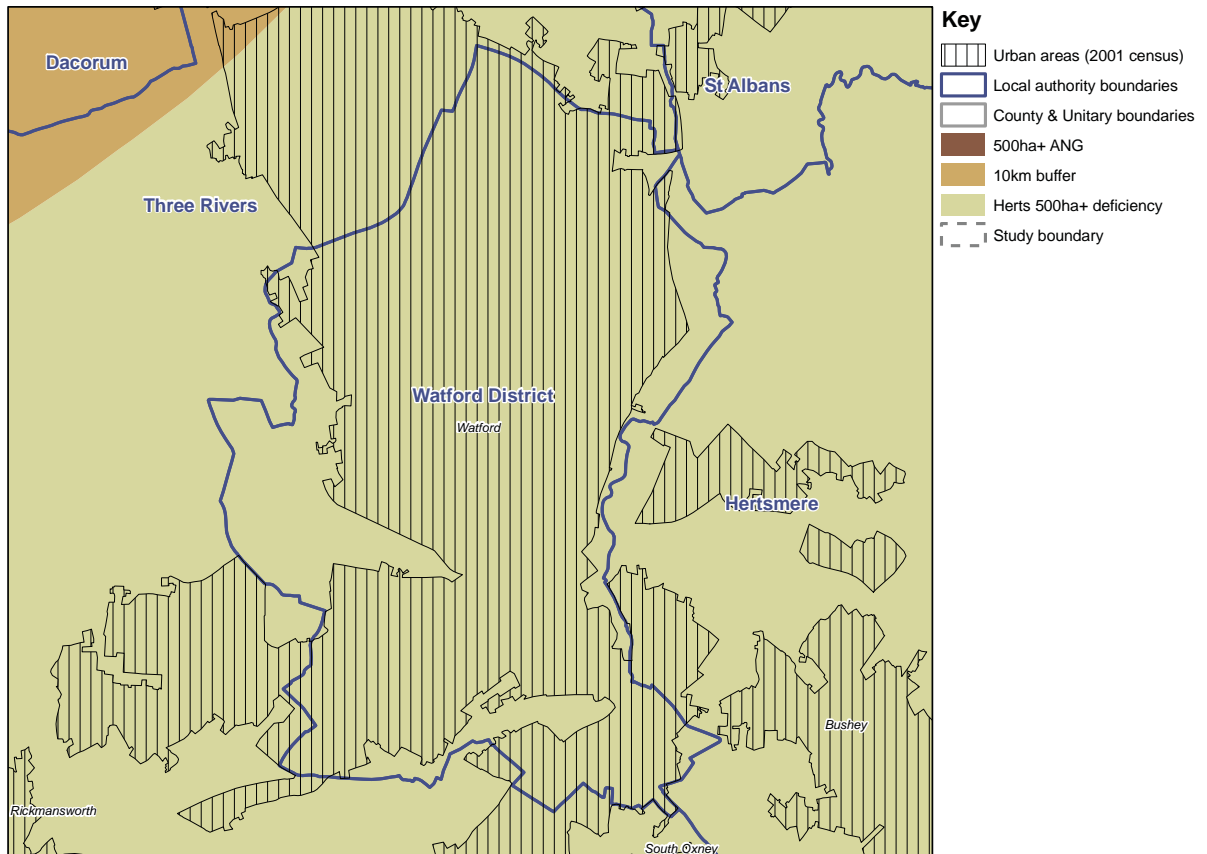 Dacorum
St Albans
Three Rivers
Watford District
Watford
Hertsmere
Bushey
Rickmansworth
South Oxney
Key
Urban areas (2001 census)
Local authority boundaries
County & Unitary boundaries
500ha+ ANG
10km buffer
Herts 500ha+ deficiency
Study boundary